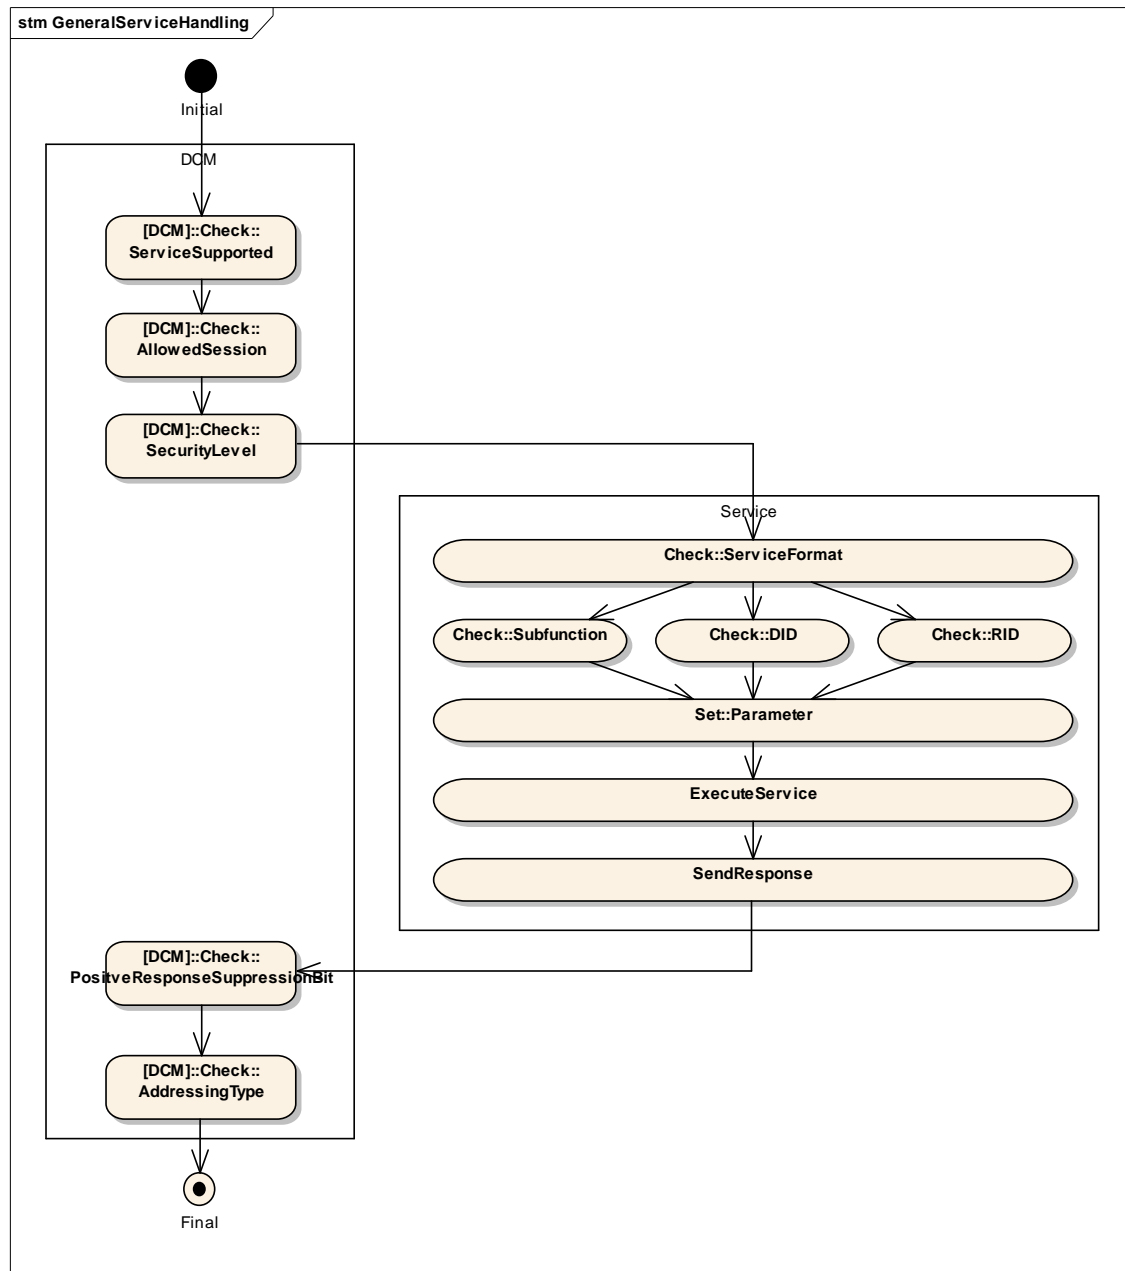 stm GeneralServiceHandling
Initial
DCM
[DCM]::Check::
ServiceSupported
[DCM]::Check::
AllowedSession
[DCM]::Check::
SecurityLevel
Service
Check::ServiceFormat
Check::Subfunction
Check::DID
Check::RID
Set::Parameter
ExecuteService
SendResponse
[DCM]::Check::
PositveResponseSuppressionBit
[DCM]::Check::
AddressingType
Final